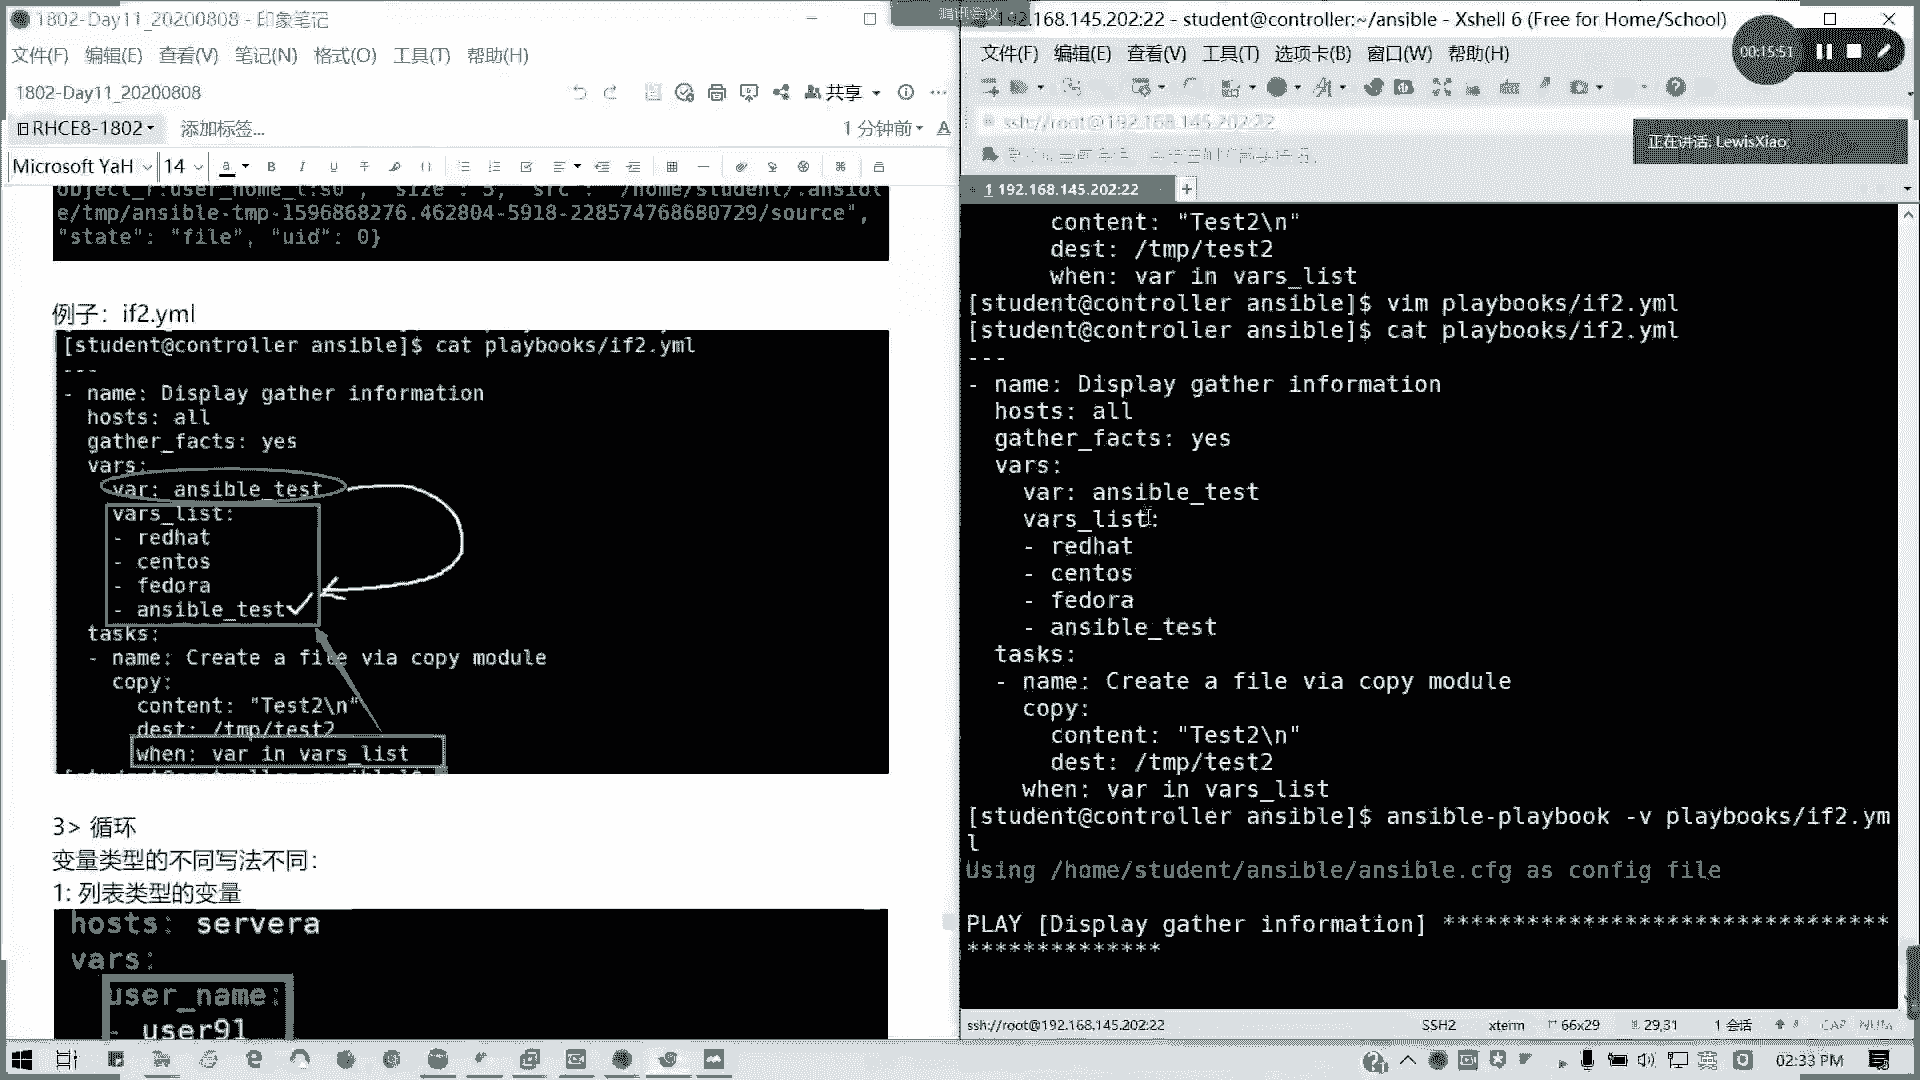 1802-Day11_20200808 - 印象笔记
文件(F) 编辑(E) 查看(V) 笔记(N) 格式(O) 工具(T) 帮助(H)
1802-Day11_20200808
共享
RHCE8-1802
添加标签...
1 分钟前
Microsoft YaH
14
e/tmp/ansible-tmp-1596868276.462804-5918-228574768680729/source",
"state": "file", "uid": 0}
例子：if2.yml
[student@controller ansible]$ cat playbooks/if2.yml
---
- name: Display gather information
hosts: all
gather_facts: yes
vars:
var: ansible_test
vars_list:
- redhat
- centos
- fedora
- ansible_test
tasks:
- name: Create a file via copy module
copy:
content: "Test2\n"
dest: /tmp/test2
when: var in vars_list
3> 循环
变量类型的不同写法不同：
1: 列表类型的变量
hosts: servera
vars:
user_name:
- user91
192.168.145.202:22 - student@controller:~/ansible - Xshell 6 (Free for Home/School)
文件(F) 编辑(E) 查看(V) 工具(T) 选项卡(B) 窗口(W) 帮助(H)
00:15:51
ssh://root@192.168.145.202:22
正在讲话: LewisXiao;
1 192.168.145.202:22
content: "Test2\n"
dest: /tmp/test2
when: var in vars_list
[student@controller ansible]$ vim playbooks/if2.yml
[student@controller ansible]$ cat playbooks/if2.yml
---
- name: Display gather information
hosts: all
gather_facts: yes
vars:
var: ansible_test
vars_list:
- redhat
- centos
- fedora
- ansible_test
tasks:
- name: Create a file via copy module
copy:
content: "Test2\n"
dest: /tmp/test2
when: var in vars_list
[student@controller ansible]$ ansible-playbook -v playbooks/if2.ym
l
Using /home/student/ansible/ansible.cfg as config file
PLAY [Display gather information] ********************************
**************
ssh://root@192.168.145.202:22
SSH2
xterm
66x29
29,31
1 会话
CAP NUM
英
02:33 PM